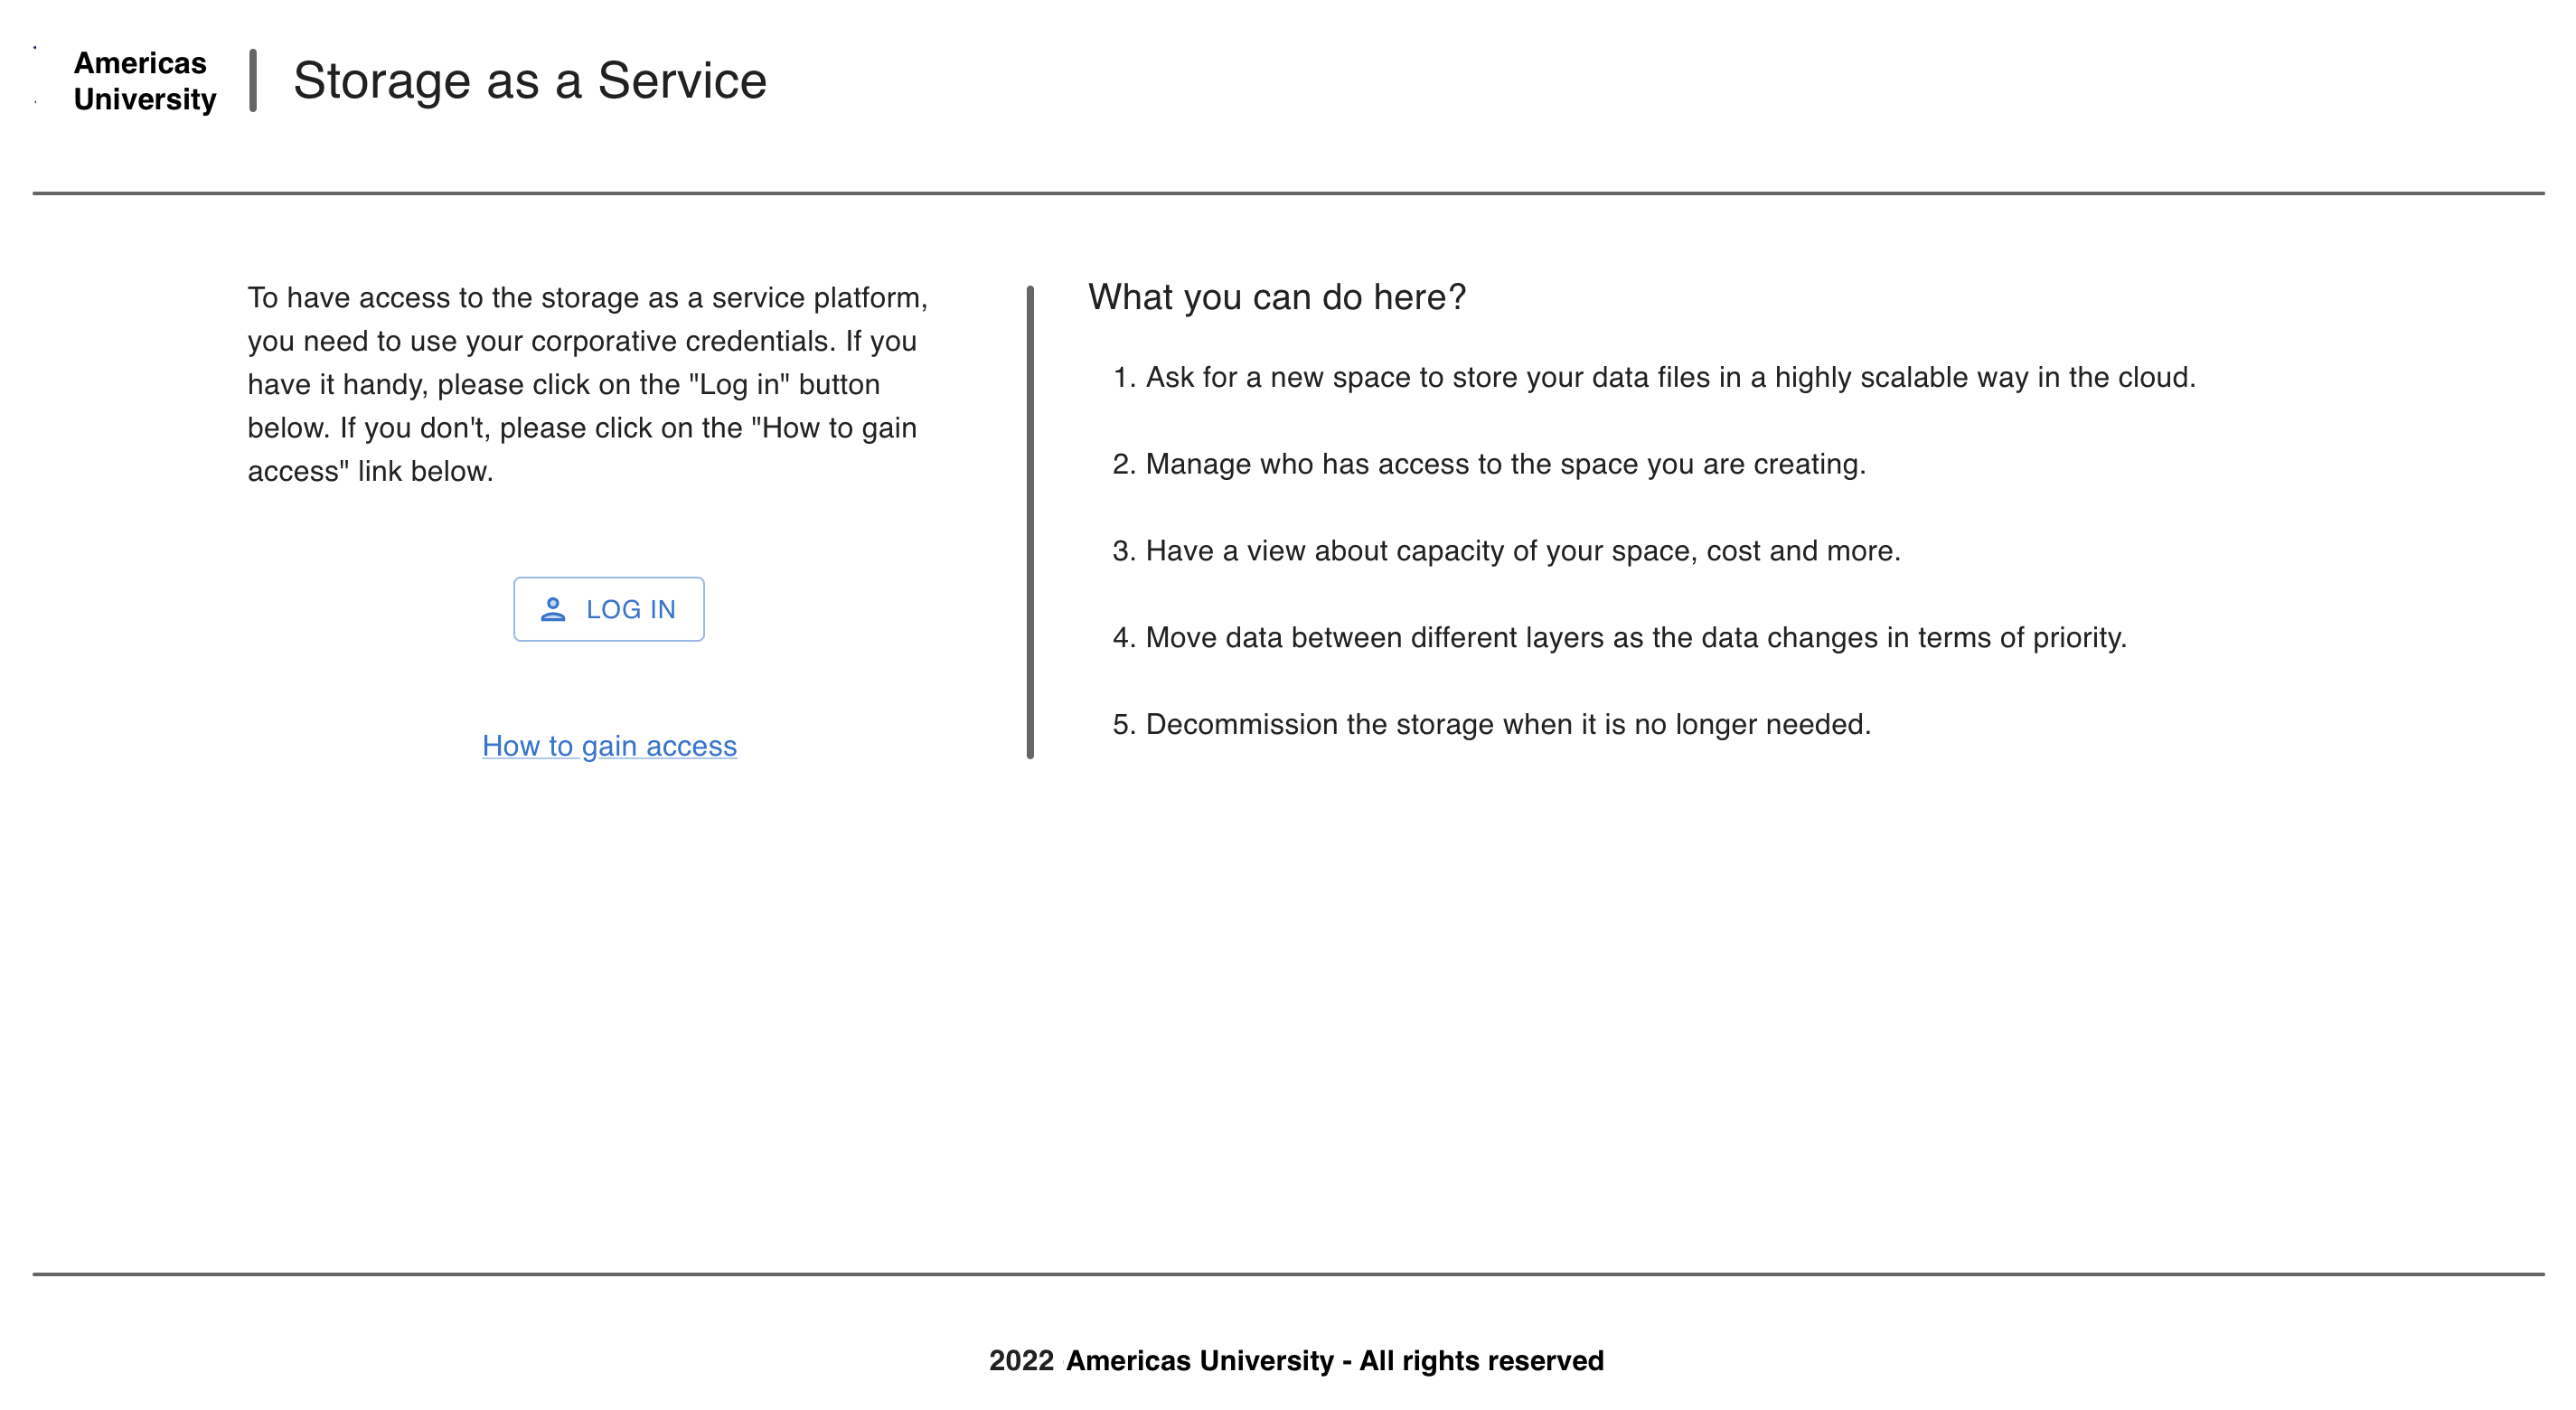 Americas
University
Storage as a Service
To have access to the storage as a service platform,
you need to use your corporative credentials. If you
have it handy, please click on the "Log in" button
below. If you don't, please click on the "How to gain
access" link below.
LOG IN
How to gain access
What you can do here?
1. Ask for a new space to store your data files in a highly scalable way in the cloud.
2. Manage who has access to the space you are creating.
3. Have a view about capacity of your space, cost and more.
4. Move data between different layers as the data changes in terms of priority.
5. Decommission the storage when it is no longer needed.
2022 Americas University - All rights reserved